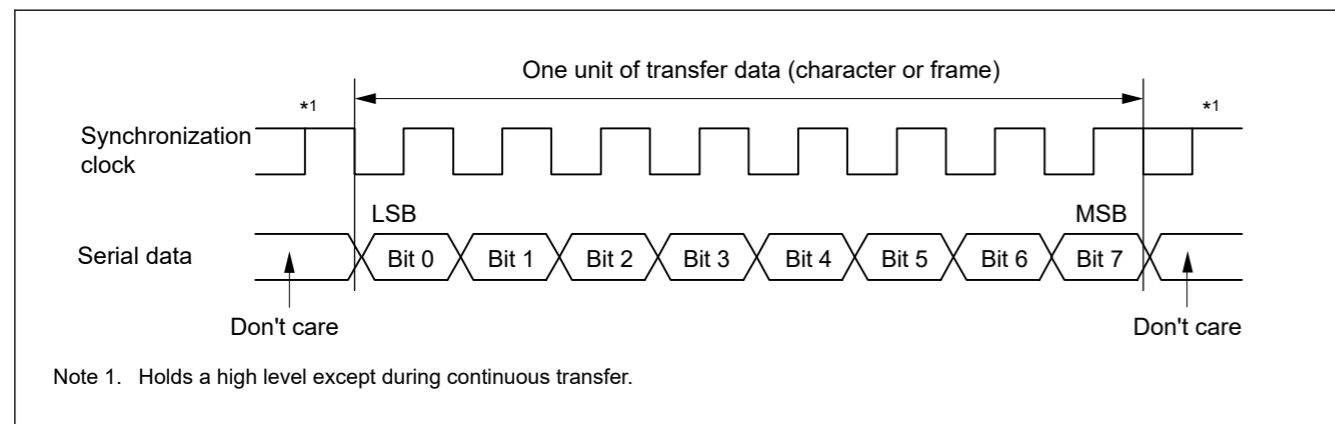 One unit of transfer data (character or frame)
*1
*1
Synchronization
clock
LSB
MSB
Serial data
Bit 0 Bit 1 Bit 2 Bit 3 Bit 4 Bit 5 Bit 6 Bit 7
Don't care
Don't care
Note 1. Holds a high level except during continuous transfer.